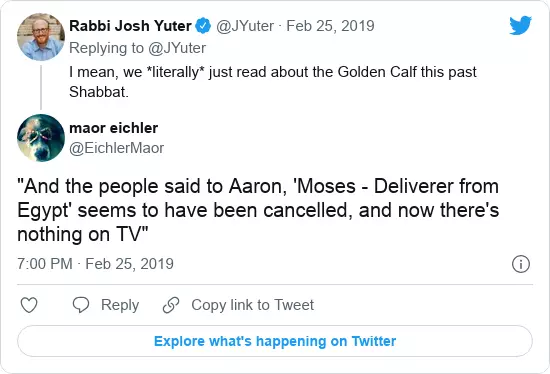 Rabbi Josh Yuter @JYuter · Feb 25, 2019
Replying to @JYuter
I mean, we *literally* just read about the Golden Calf this past
Shabbat.
maor eichler
@EichlerMaor
"And the people said to Aaron, 'Moses - Deliverer from
Egypt' seems to have been cancelled, and now there's
nothing on TV"
7:00 PM · Feb 25, 2019
Reply Copy link to Tweet
Explore what's happening on Twitter